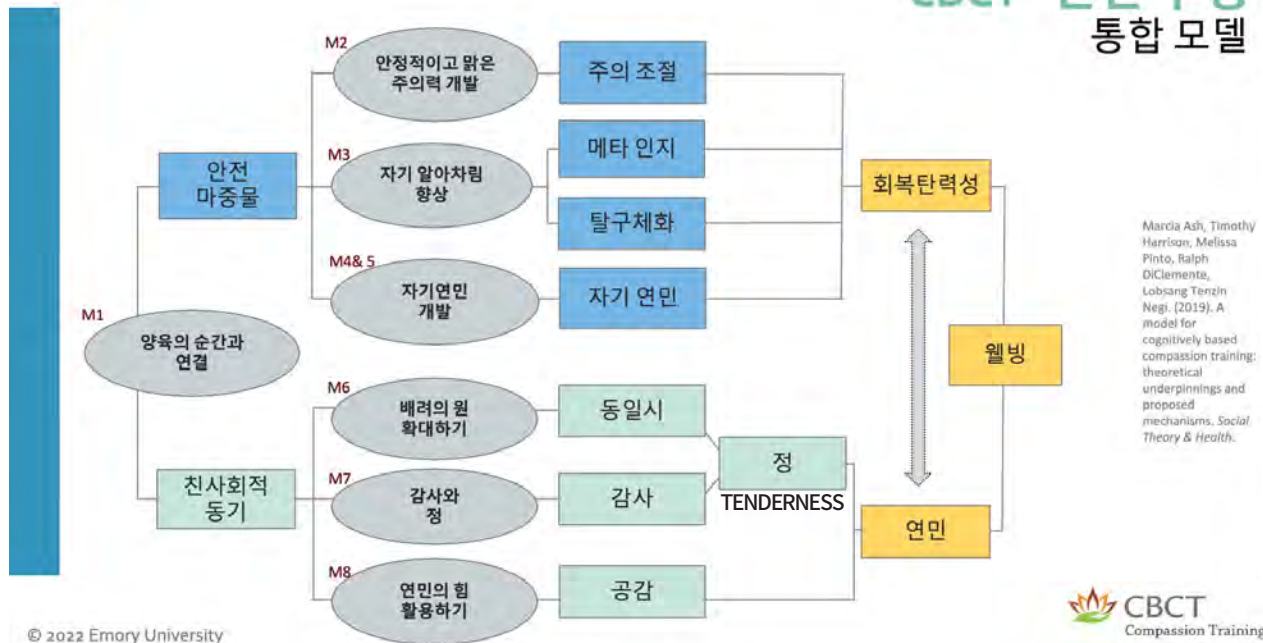 통합 모델
M2
안정적이고 맑은
주의력 개발
주의 조절
M3
자기 알아차림
향상
메타 인지
탈구체화
안전
마중물
M4& 5
자기연민
개발
자기 연민
회복탄력성
M1
양육의 순간과
연결
웰빙
M6
배려의 원
확대하기
동일시
정
TENDERNESS
친사회적
동기
M7
감사와
정
감사
연민
M8
연민의 힘
활용하기
공감
Marcia Ash, Timothy
Harrison, Melissa
Pinto, Ralph
DiClemente,
Lobsang Tenzin
Negi. (2019). A
model for
cognitively based
compassion training:
theoretical
underpinnings and
proposed
mechanisms. Social
Theory & Health.
© 2022 Emory University
CBCT
Compassion Training